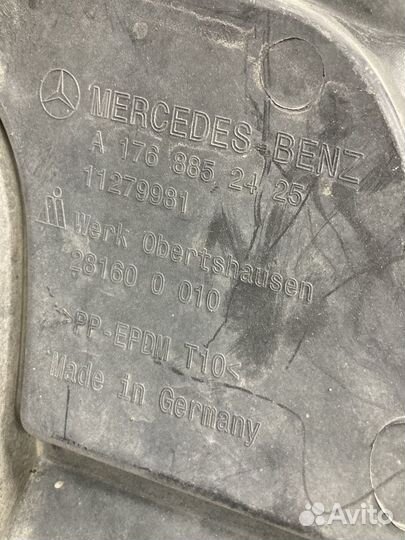 MERCEDES-BENZ
A 176 885 24 25
11279981
Werk Obertshausen
28160 0 010
>PP-EPDM T10<
Made in Germany
Avito